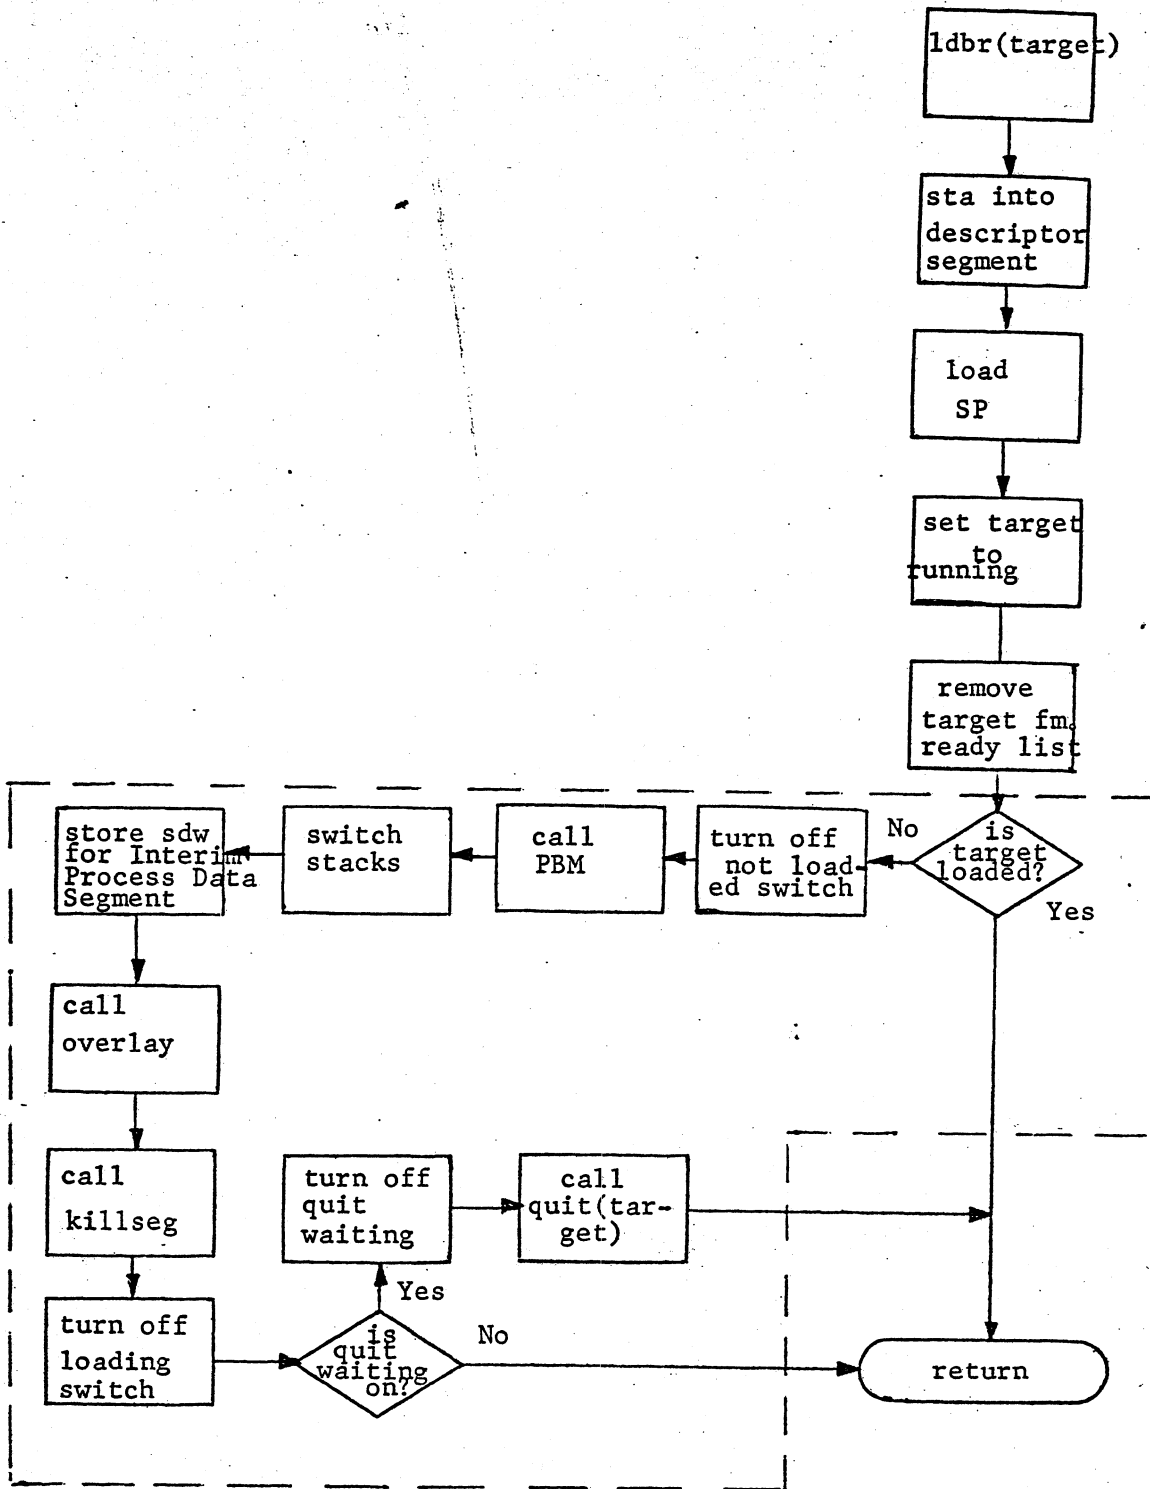 ldbr(target)
sta into
descriptor
segment
load
SP
set target
to
running
remove
target fm.
ready list
is
target
loaded?
No
Yes
turn off
not load-
ed switch
call
PBM
switch
stacks
store sdw
for Interim
Process Data
Segment
call
overlay
call
killseg
turn off
loading
switch
is
quit
waiting
on?
Yes
No
turn off
quit
waiting
call
quit(tar-
get)
return